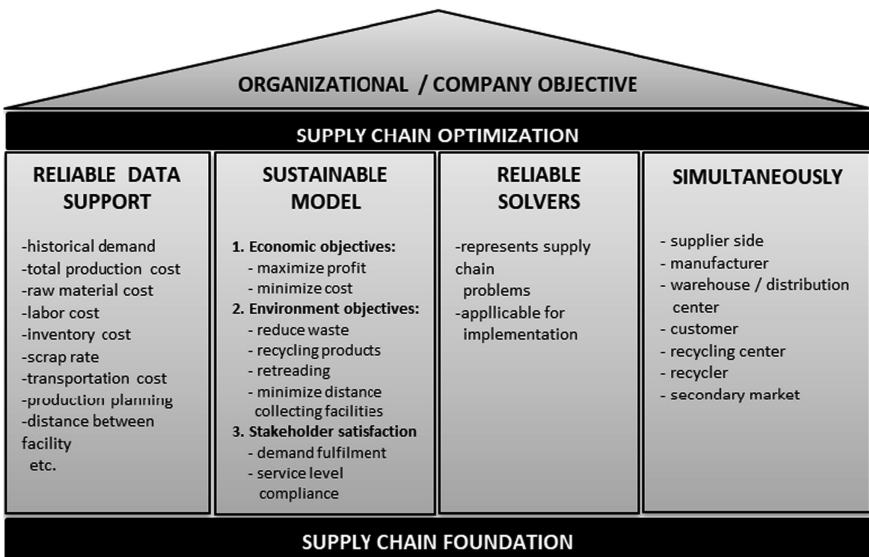 ORGANIZATIONAL / COMPANY OBJECTIVE
SUPPLY CHAIN OPTIMIZATION
RELIABLE DATA
SUPPORT
-historical demand
-total production cost
-raw material cost
-labor cost
-inventory cost
-scrap rate
-transportation cost
-production planning
-distance between
facility
etc.
SUSTAINABLE
MODEL
1. Economic objectives:
- maximize profit
- minimize cost
2. Environment objectives:
- reduce waste
- recycling products
- retreading
- minimize distance
collecting facilities
3. Stakeholder satisfaction
- demand fulfilment
- service level
compliance
RELIABLE
SOLVERS
-represents supply
chain
problems
-appllicable for
implementation
SIMULTANEOUSLY
- supplier side
- manufacturer
- warehouse / distribution
center
- customer
- recycling center
- recycler
- secondary market
SUPPLY CHAIN FOUNDATION